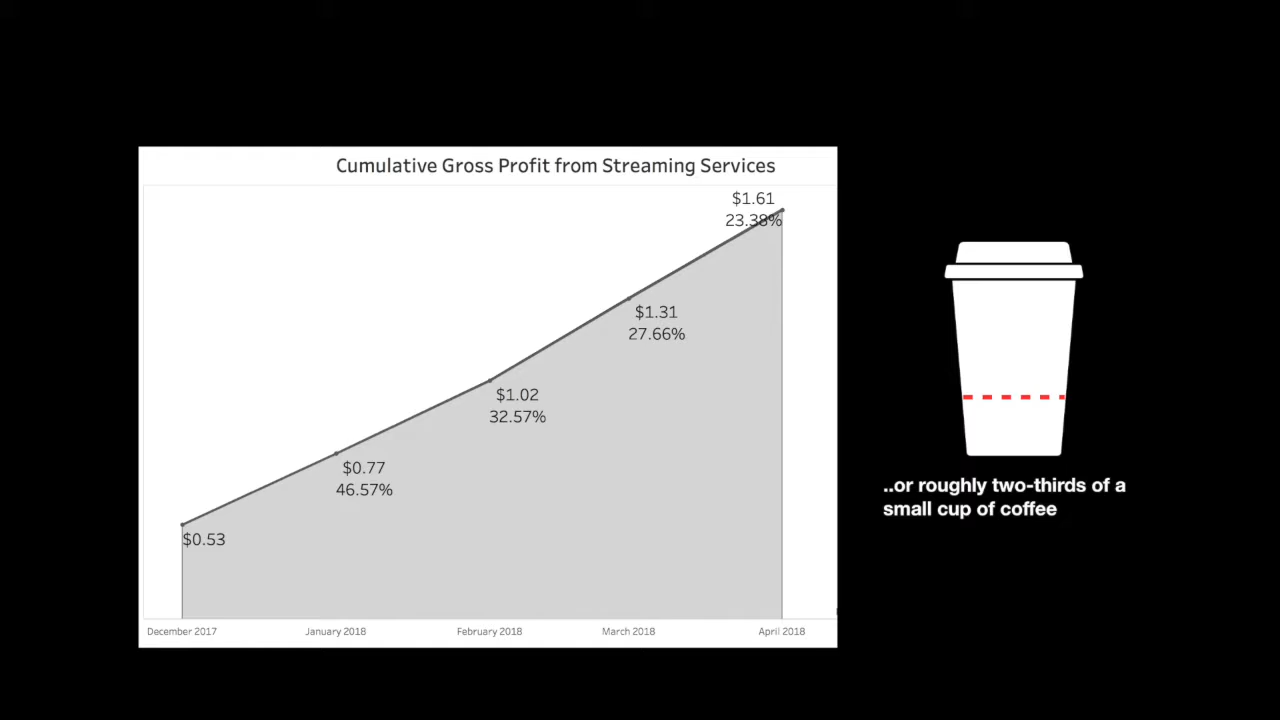 Cumulative Gross Profit from Streaming Services
$1.61
23.38%
$1.31
27.66%
$1.02
32.57%
$0.77
46.57%
$0.53
December 2017
January 2018
February 2018
March 2018
April 2018
..or roughly two-thirds of a
small cup of coffee